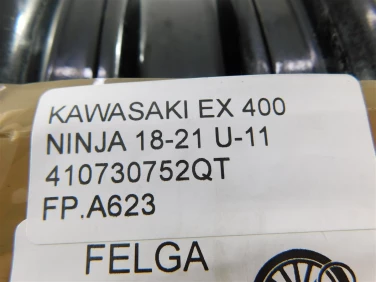 KAWASAKI EX 400
NINJA 18-21 U-11
410730752QT
FP.A623
FELGA